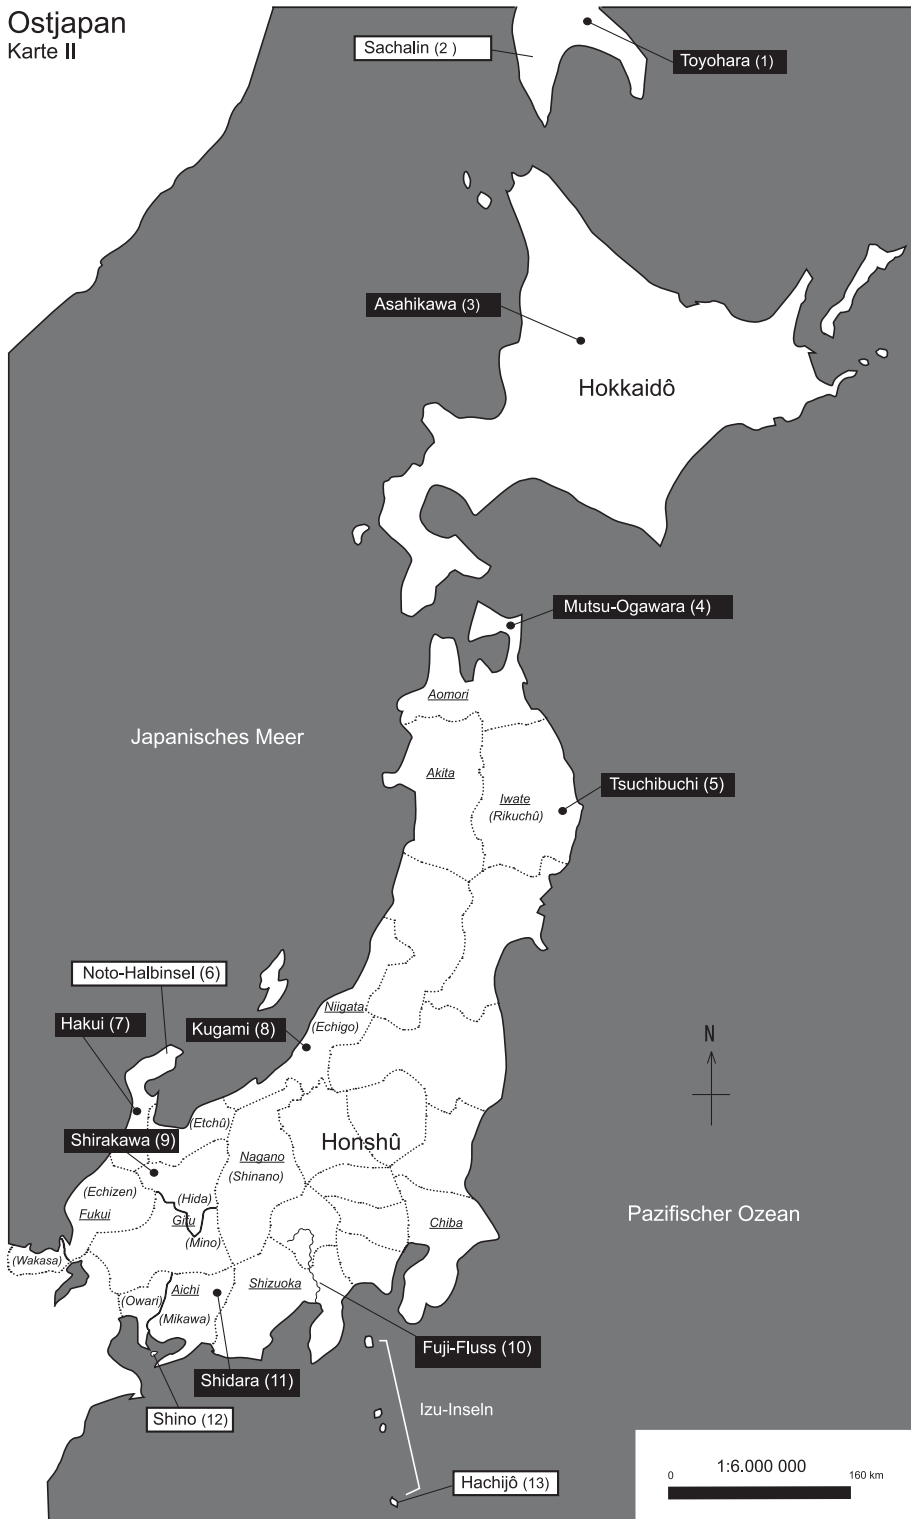 Ostjapan
Karte II
Sachalin (2)
Toyohara (1)
Asahikawa (3)
Hokkaidô
Mutsu-Ogawara (4)
Aomori
Japanisches Meer
Akita
Tsuchibuchi (5)
Iwate
(Rikuchû)
Noto-Halbinsel (6)
Niigata
(Echigo)
Hakui (7)
Kugami (8)
N
(Etchû)
Shirakawa (9)
Honshû
Nagano
(Shinano)
(Echizen)
Fukui
(Hida)
Gifu
(Mino)
Chiba
Pazifischer Ozean
(Wakasa)
Aichi
Shizuoka
(Owari)
(Mikawa)
Fuji-Fluss (10)
Shidara (11)
Shino (12)
Izu-Inseln
Hachijô (13)
1:6.000 000
0
160 km